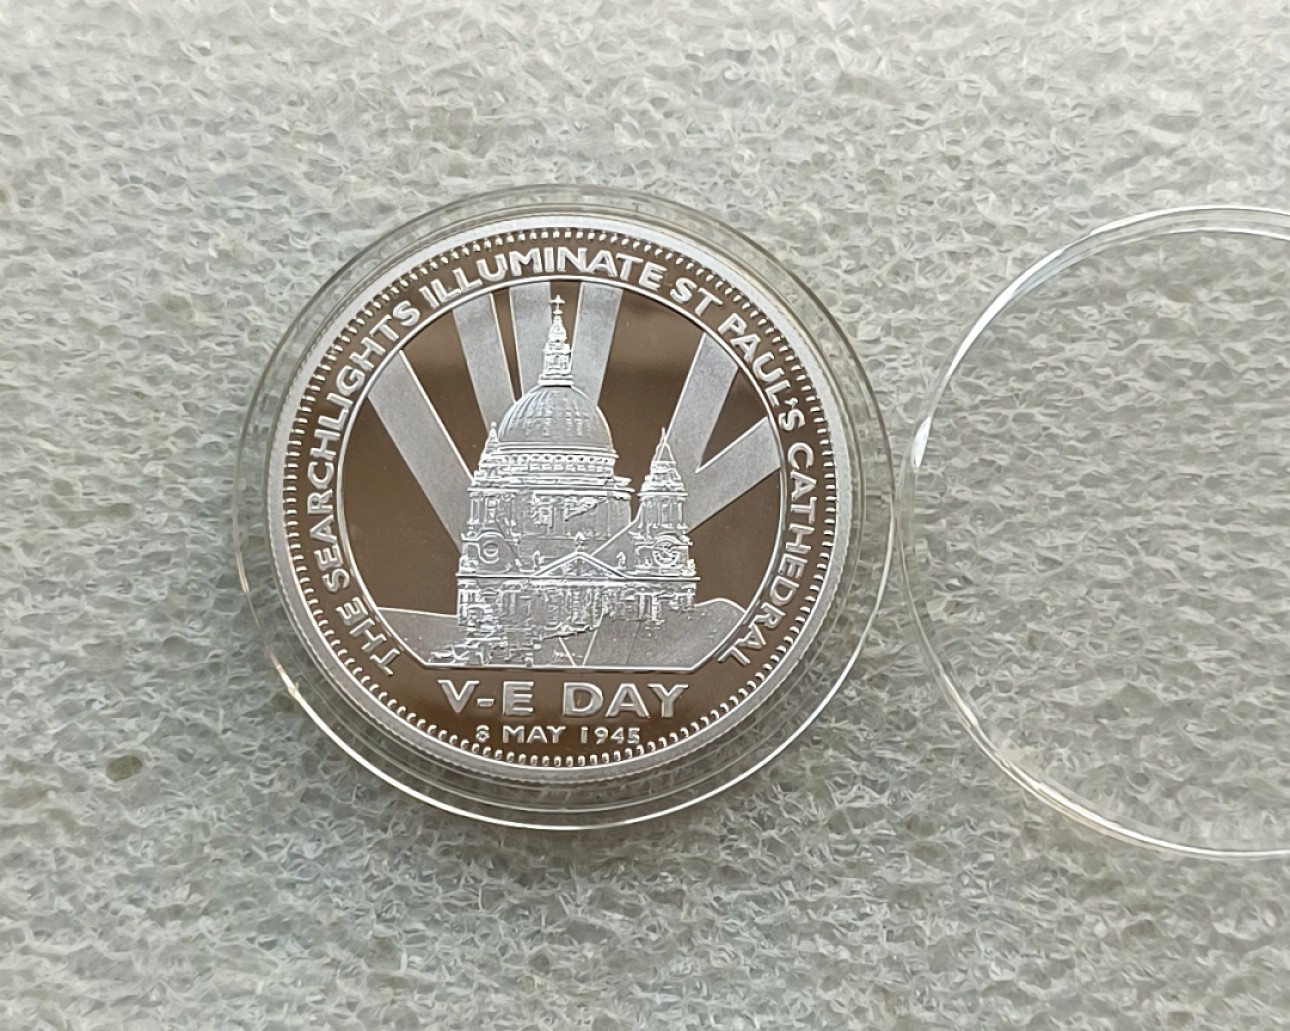 THE SEARCHLIGHTS ILLUMINATE ST PAUL'S CATHEDRAL
V-E DAY
8 MAY 1945